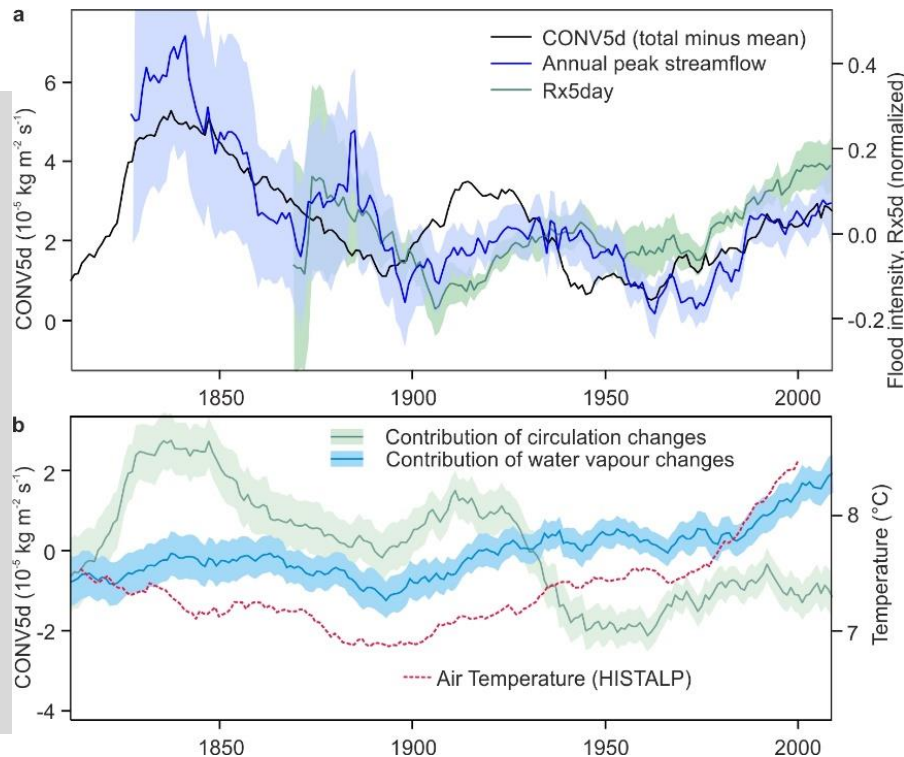 a
CONV5d (total minus mean)
Annual peak streamflow
Rx5day
CONV5d (10⁻⁵ kg m⁻² s⁻¹)
6
4
2
0
Flood intensity, Rx5d (normalized)
0.4
0.2
0.0
-0.2
1850 1900 1950 2000
b
Contribution of circulation changes
Contribution of water vapour changes
CONV5d (10⁻⁵ kg m⁻² s⁻¹)
2
0
-2
-4
Temperature (°C)
8
7
Air Temperature (HISTALP)
1850 1900 1950 2000